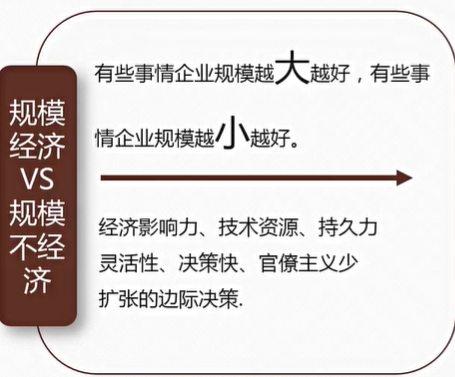 规模
经济
VS
规模
不经
济
有些事情企业规模越大越好，有些事
情企业规模越小越好。
经济影响力、技术资源、持久力
灵活性、决策快、官僚主义少
扩张的边际决策.